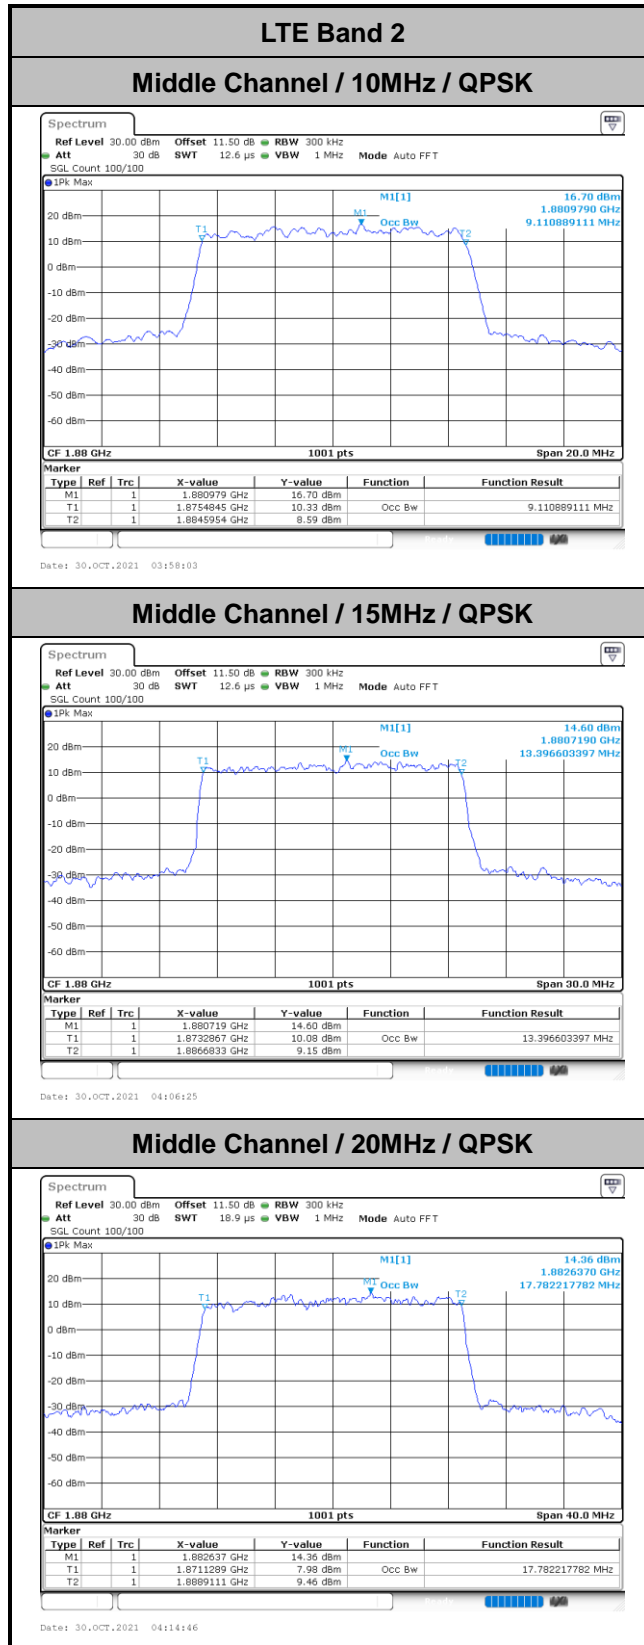 LTE Band 2
Middle Channel / 10MHz / QPSK
Spectrum
Ref Level 30.00 dBm Offset 11.50 dB RBW 300 kHz
Att 30 dB SWT 12.6 µs VBW 1 MHz Mode Auto FFT
SGL Count 100/100
1Pk Max
M1[1] 16.70 dBm
1.8809790 GHz
Occ Bw 9.110889111 MHz
M1
T1
T2
20 dBm
10 dBm
0 dBm
-10 dBm
-20 dBm
-30 dBm
-40 dBm
-50 dBm
-60 dBm
CF 1.88 GHz 1001 pts Span 20.0 MHz
Marker
Type Ref Trc X-value Y-value Function Function Result
M1 1 1.880979 GHz 16.70 dBm
T1 1 1.8754845 GHz 10.33 dBm Occ Bw 9.110889111 MHz
T2 1 1.8845954 GHz 8.59 dBm
Date: 30.OCT.2021 03:58:03
Middle Channel / 15MHz / QPSK
Spectrum
Ref Level 30.00 dBm Offset 11.50 dB RBW 300 kHz
Att 30 dB SWT 12.6 µs VBW 1 MHz Mode Auto FFT
SGL Count 100/100
1Pk Max
M1[1] 14.60 dBm
1.8807190 GHz
Occ Bw 13.396603397 MHz
M1
T1
T2
20 dBm
10 dBm
0 dBm
-10 dBm
-20 dBm
-30 dBm
-40 dBm
-50 dBm
-60 dBm
CF 1.88 GHz 1001 pts Span 30.0 MHz
Marker
Type Ref Trc X-value Y-value Function Function Result
M1 1 1.880719 GHz 14.60 dBm
T1 1 1.8732867 GHz 10.08 dBm Occ Bw 13.396603397 MHz
T2 1 1.8866833 GHz 9.15 dBm
Date: 30.OCT.2021 04:06:25
Middle Channel / 20MHz / QPSK
Spectrum
Ref Level 30.00 dBm Offset 11.50 dB RBW 300 kHz
Att 30 dB SWT 18.9 µs VBW 1 MHz Mode Auto FFT
SGL Count 100/100
1Pk Max
M1[1] 14.36 dBm
1.8826370 GHz
Occ Bw 17.782217782 MHz
M1
T1
T2
20 dBm
10 dBm
0 dBm
-10 dBm
-20 dBm
-30 dBm
-40 dBm
-50 dBm
-60 dBm
CF 1.88 GHz 1001 pts Span 40.0 MHz
Marker
Type Ref Trc X-value Y-value Function Function Result
M1 1 1.882637 GHz 14.36 dBm
T1 1 1.8711289 GHz 7.98 dBm Occ Bw 17.782217782 MHz
T2 1 1.8889111 GHz 9.46 dBm
Date: 30.OCT.2021 04:14:46